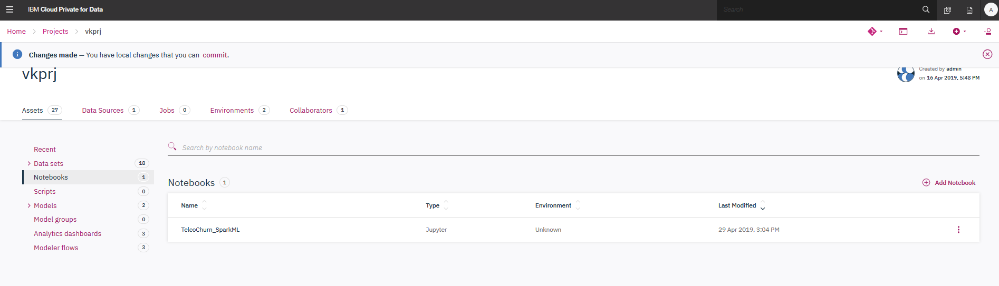 IBM Cloud Private for Data
Search
A
Home Projects vkprj
Changes made — You have local changes that you can commit.
vkprj
Created by admin
on 16 Apr 2019, 5:48 PM
Assets 27 Data Sources 1 Jobs 0 Environments 2 Collaborators 1
Recent
Data sets 18
Notebooks 1
Scripts 0
Models 2
Model groups 0
Analytics dashboards 3
Modeler flows 3
Search by notebook name
Notebooks 1
Add Notebook
Name Type Environment Last Modified
TelcoChurn_SparkML Jupyter Unknown 29 Apr 2019, 3:04 PM